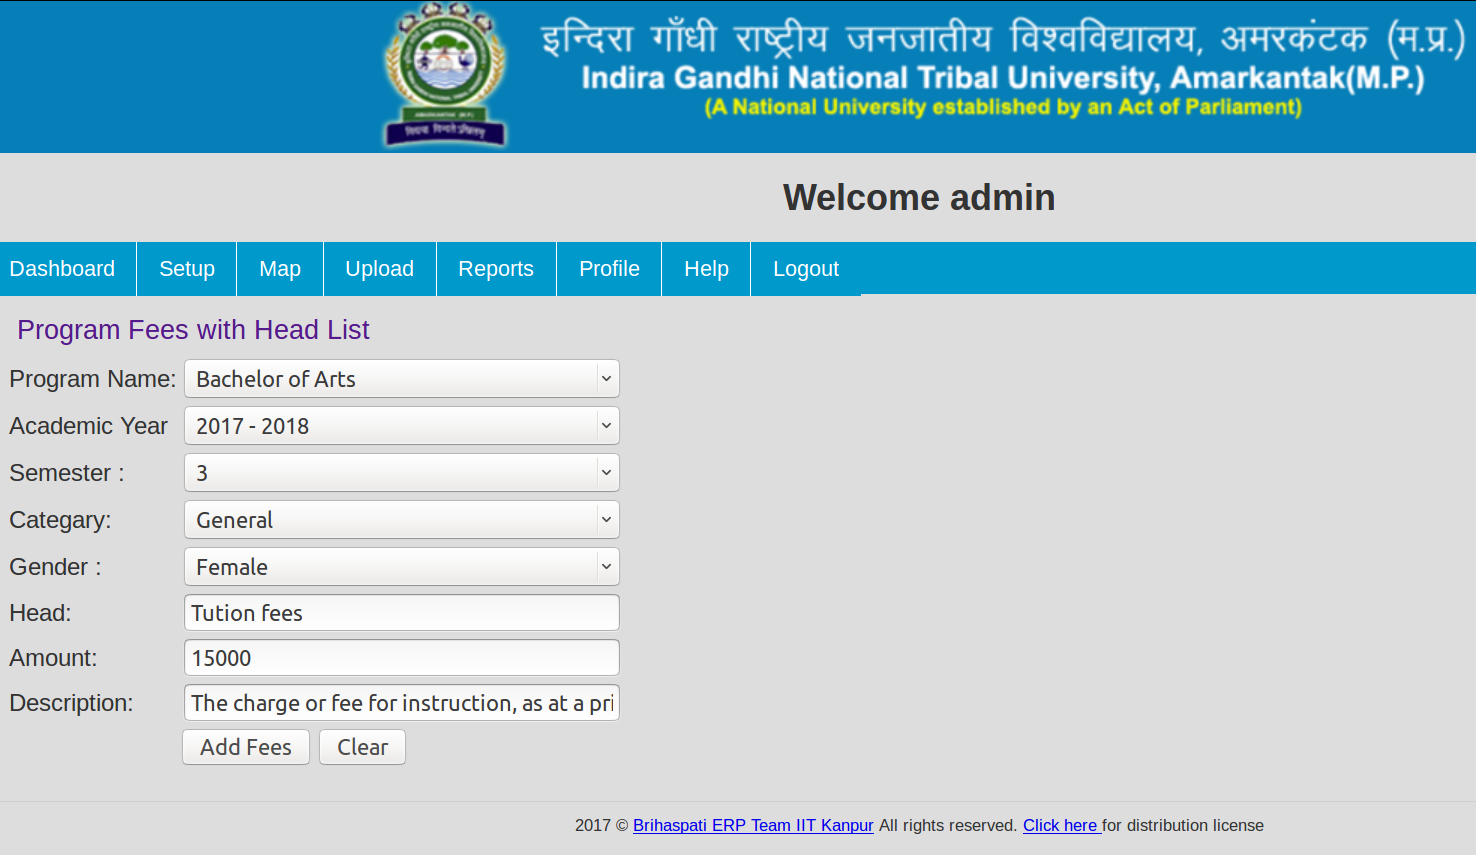 इन्दिरा गाँधी राष्ट्रीय जनजातीय विश्वविद्यालय, अमरकंटक (म.प्र.)
Indira Gandhi National Tribal University, Amarkantak(M.P.)
(A National University established by an Act of Parliament)
Welcome admin
Dashboard Setup Map Upload Reports Profile Help Logout
Program Fees with Head List
Program Name: Bachelor of Arts
Academic Year 2017 - 2018
Semester : 3
Categary: General
Gender : Female
Head: Tution fees
Amount: 15000
Description: The charge or fee for instruction, as at a pri
Add Fees Clear
2017 © Brihaspati ERP Team IIT Kanpur All rights reserved. Click here for distribution license